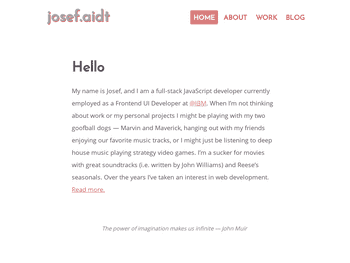 josef.aidt
HOME ABOUT WORK BLOG
Hello
My name is Josef, and I am a full-stack JavaScript developer currently
employed as a Frontend UI Developer at @IBM. When I'm not thinking
about work or my personal projects I might be playing with my two
goofball dogs — Marvin and Maverick, hanging out with my friends
enjoying our favorite music tracks, or I might just be listening to deep
house music playing strategy video games. I'm a sucker for movies
with great soundtracks (i.e. written by John Williams) and Reese's
seasonals. Over the years I've taken an interest in web development.
Read more.
The power of imagination makes us infinite — John Muir